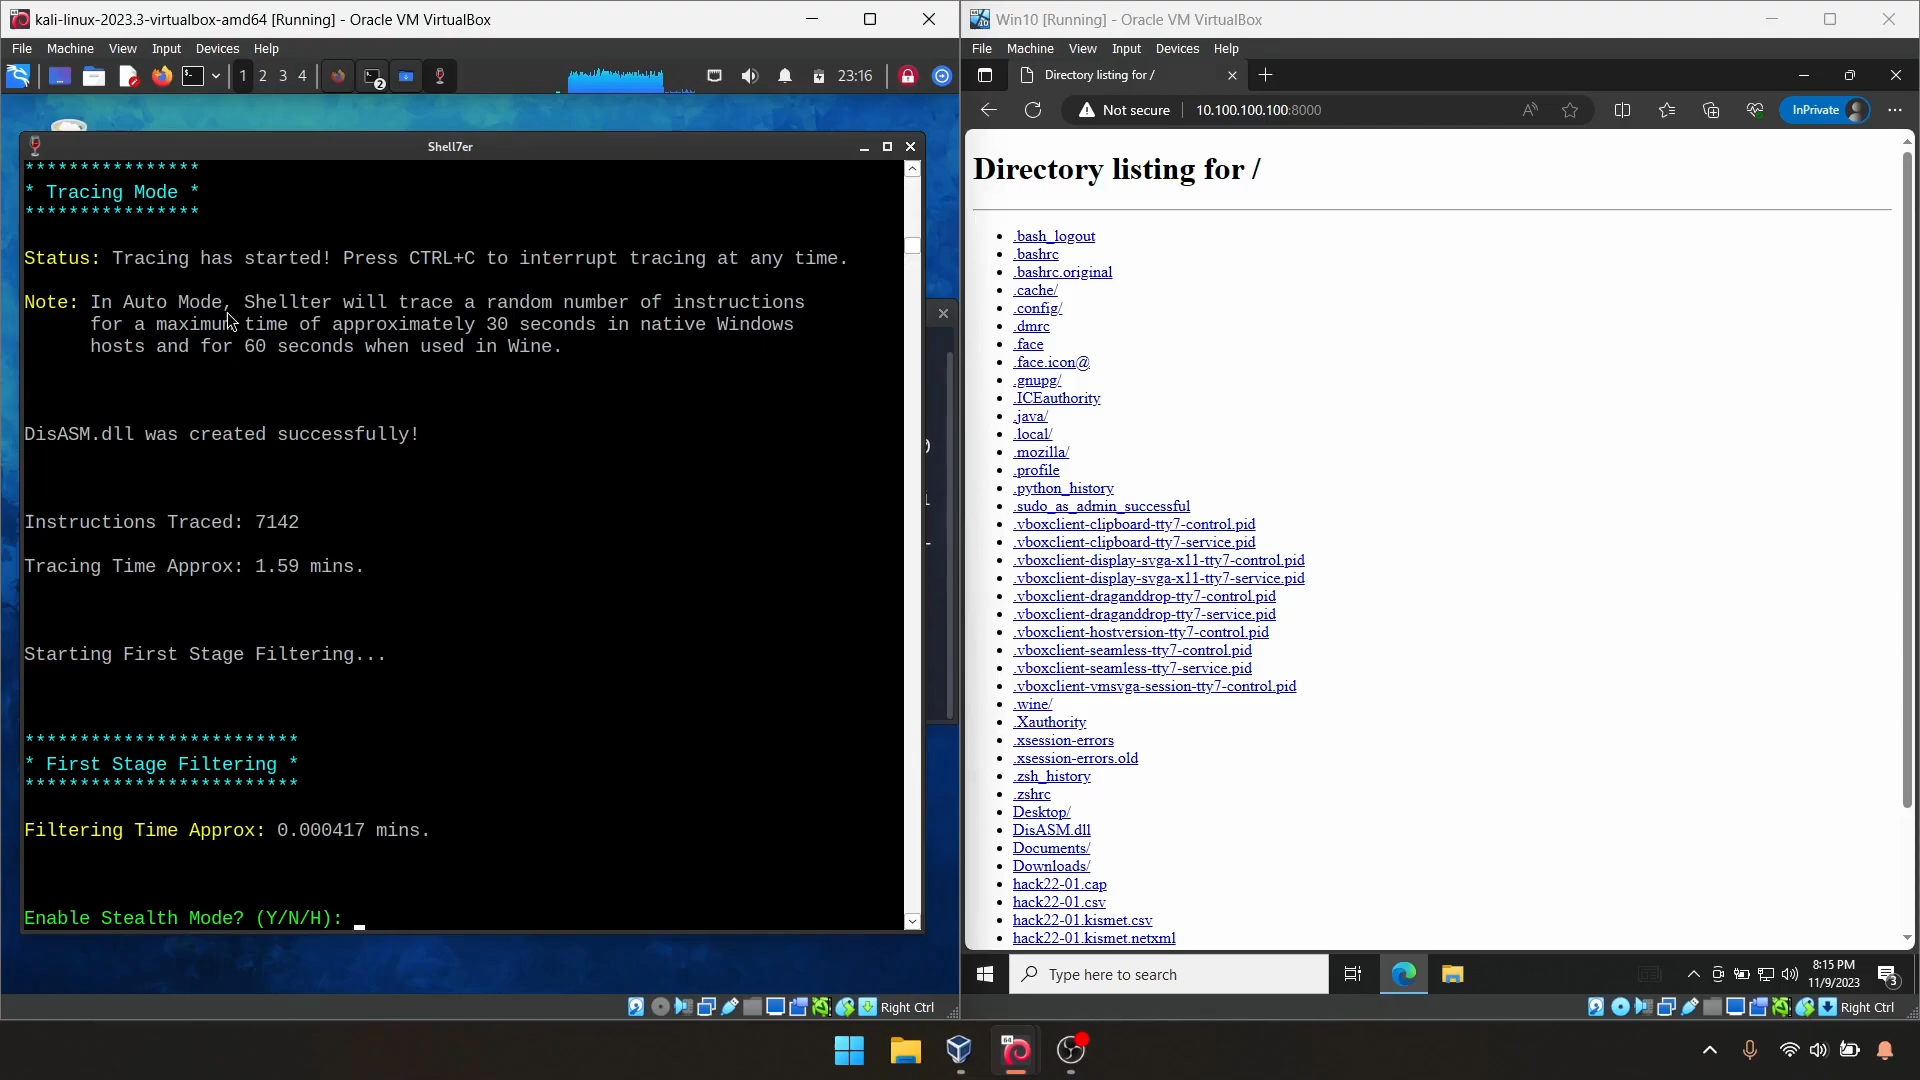 kali-linux-2023.3-virtualbox-amd64 [Running] - Oracle VM VirtualBox
File Machine View Input Devices Help
1 2 3 4
2
23:16
Shell7er
****************
* Tracing Mode *
****************
Status: Tracing has started! Press CTRL+C to interrupt tracing at any time.
Note: In Auto Mode, Shellter will trace a random number of instructions
for a maximum time of approximately 30 seconds in native Windows
hosts and for 60 seconds when used in Wine.
DisASM.dll was created successfully!
Instructions Traced: 7142
Tracing Time Approx: 1.59 mins.
Starting First Stage Filtering...
*************************
* First Stage Filtering *
*************************
Filtering Time Approx: 0.000417 mins.
Enable Stealth Mode? (Y/N/H):
Right Ctrl
Win10 [Running] - Oracle VM VirtualBox
File Machine View Input Devices Help
Directory listing for /
Not secure 10.100.100.100:8000
InPrivate
Directory listing for /
.bash_logout
.bashrc
.bashrc.original
.cache/
.config/
.dmrc
.face
.face.icon@
.gnupg/
.ICEauthority
.java/
.local/
.mozilla/
.profile
.python_history
.sudo_as_admin_successful
.vboxclient-clipboard-tty7-control.pid
.vboxclient-clipboard-tty7-service.pid
.vboxclient-display-svga-x11-tty7-control.pid
.vboxclient-display-svga-x11-tty7-service.pid
.vboxclient-draganddrop-tty7-control.pid
.vboxclient-draganddrop-tty7-service.pid
.vboxclient-hostversion-tty7-control.pid
.vboxclient-seamless-tty7-control.pid
.vboxclient-seamless-tty7-service.pid
.vboxclient-vmsvga-session-tty7-control.pid
.wine/
.Xauthority
.xsession-errors
.xsession-errors.old
.zsh_history
.zshrc
Desktop/
DisASM.dll
Documents/
Downloads/
hack22-01.cap
hack22-01.csv
hack22-01.kismet.csv
hack22-01.kismet.netxml
Type here to search
8:15 PM
11/9/2023
3
Right Ctrl
64